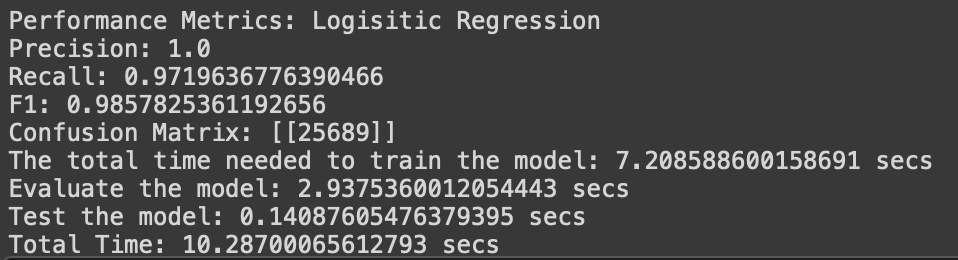 Performance Metrics: Logisitic Regression
Precision: 1.0
Recall: 0.9719636776390466
F1: 0.9857825361192656
Confusion Matrix: [[25689]]
The total time needed to train the model: 7.208588600158691 secs
Evaluate the model: 2.9375360012054443 secs
Test the model: 0.14087605476379395 secs
Total Time: 10.28700065612793 secs